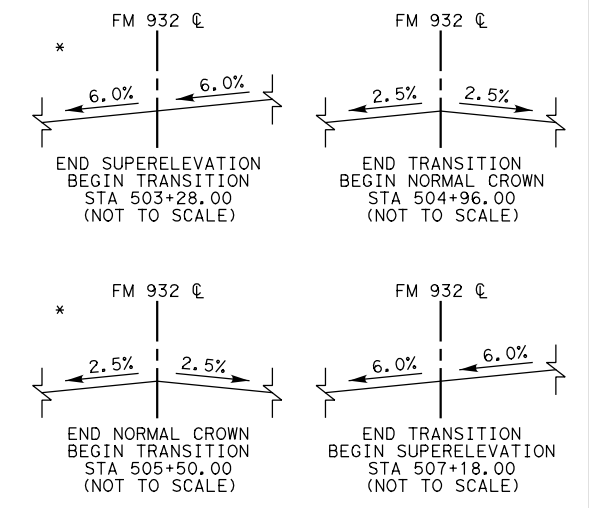 FM 932 ℄
*
6.0% 6.0%
END SUPERELEVATION
BEGIN TRANSITION
STA 503+28.00
(NOT TO SCALE)
FM 932 ℄
2.5% 2.5%
END TRANSITION
BEGIN NORMAL CROWN
STA 504+96.00
(NOT TO SCALE)
FM 932 ℄
*
2.5% 2.5%
END NORMAL CROWN
BEGIN TRANSITION
STA 505+50.00
(NOT TO SCALE)
FM 932 ℄
6.0% 6.0%
END TRANSITION
BEGIN SUPERELEVATION
STA 507+18.00
(NOT TO SCALE)